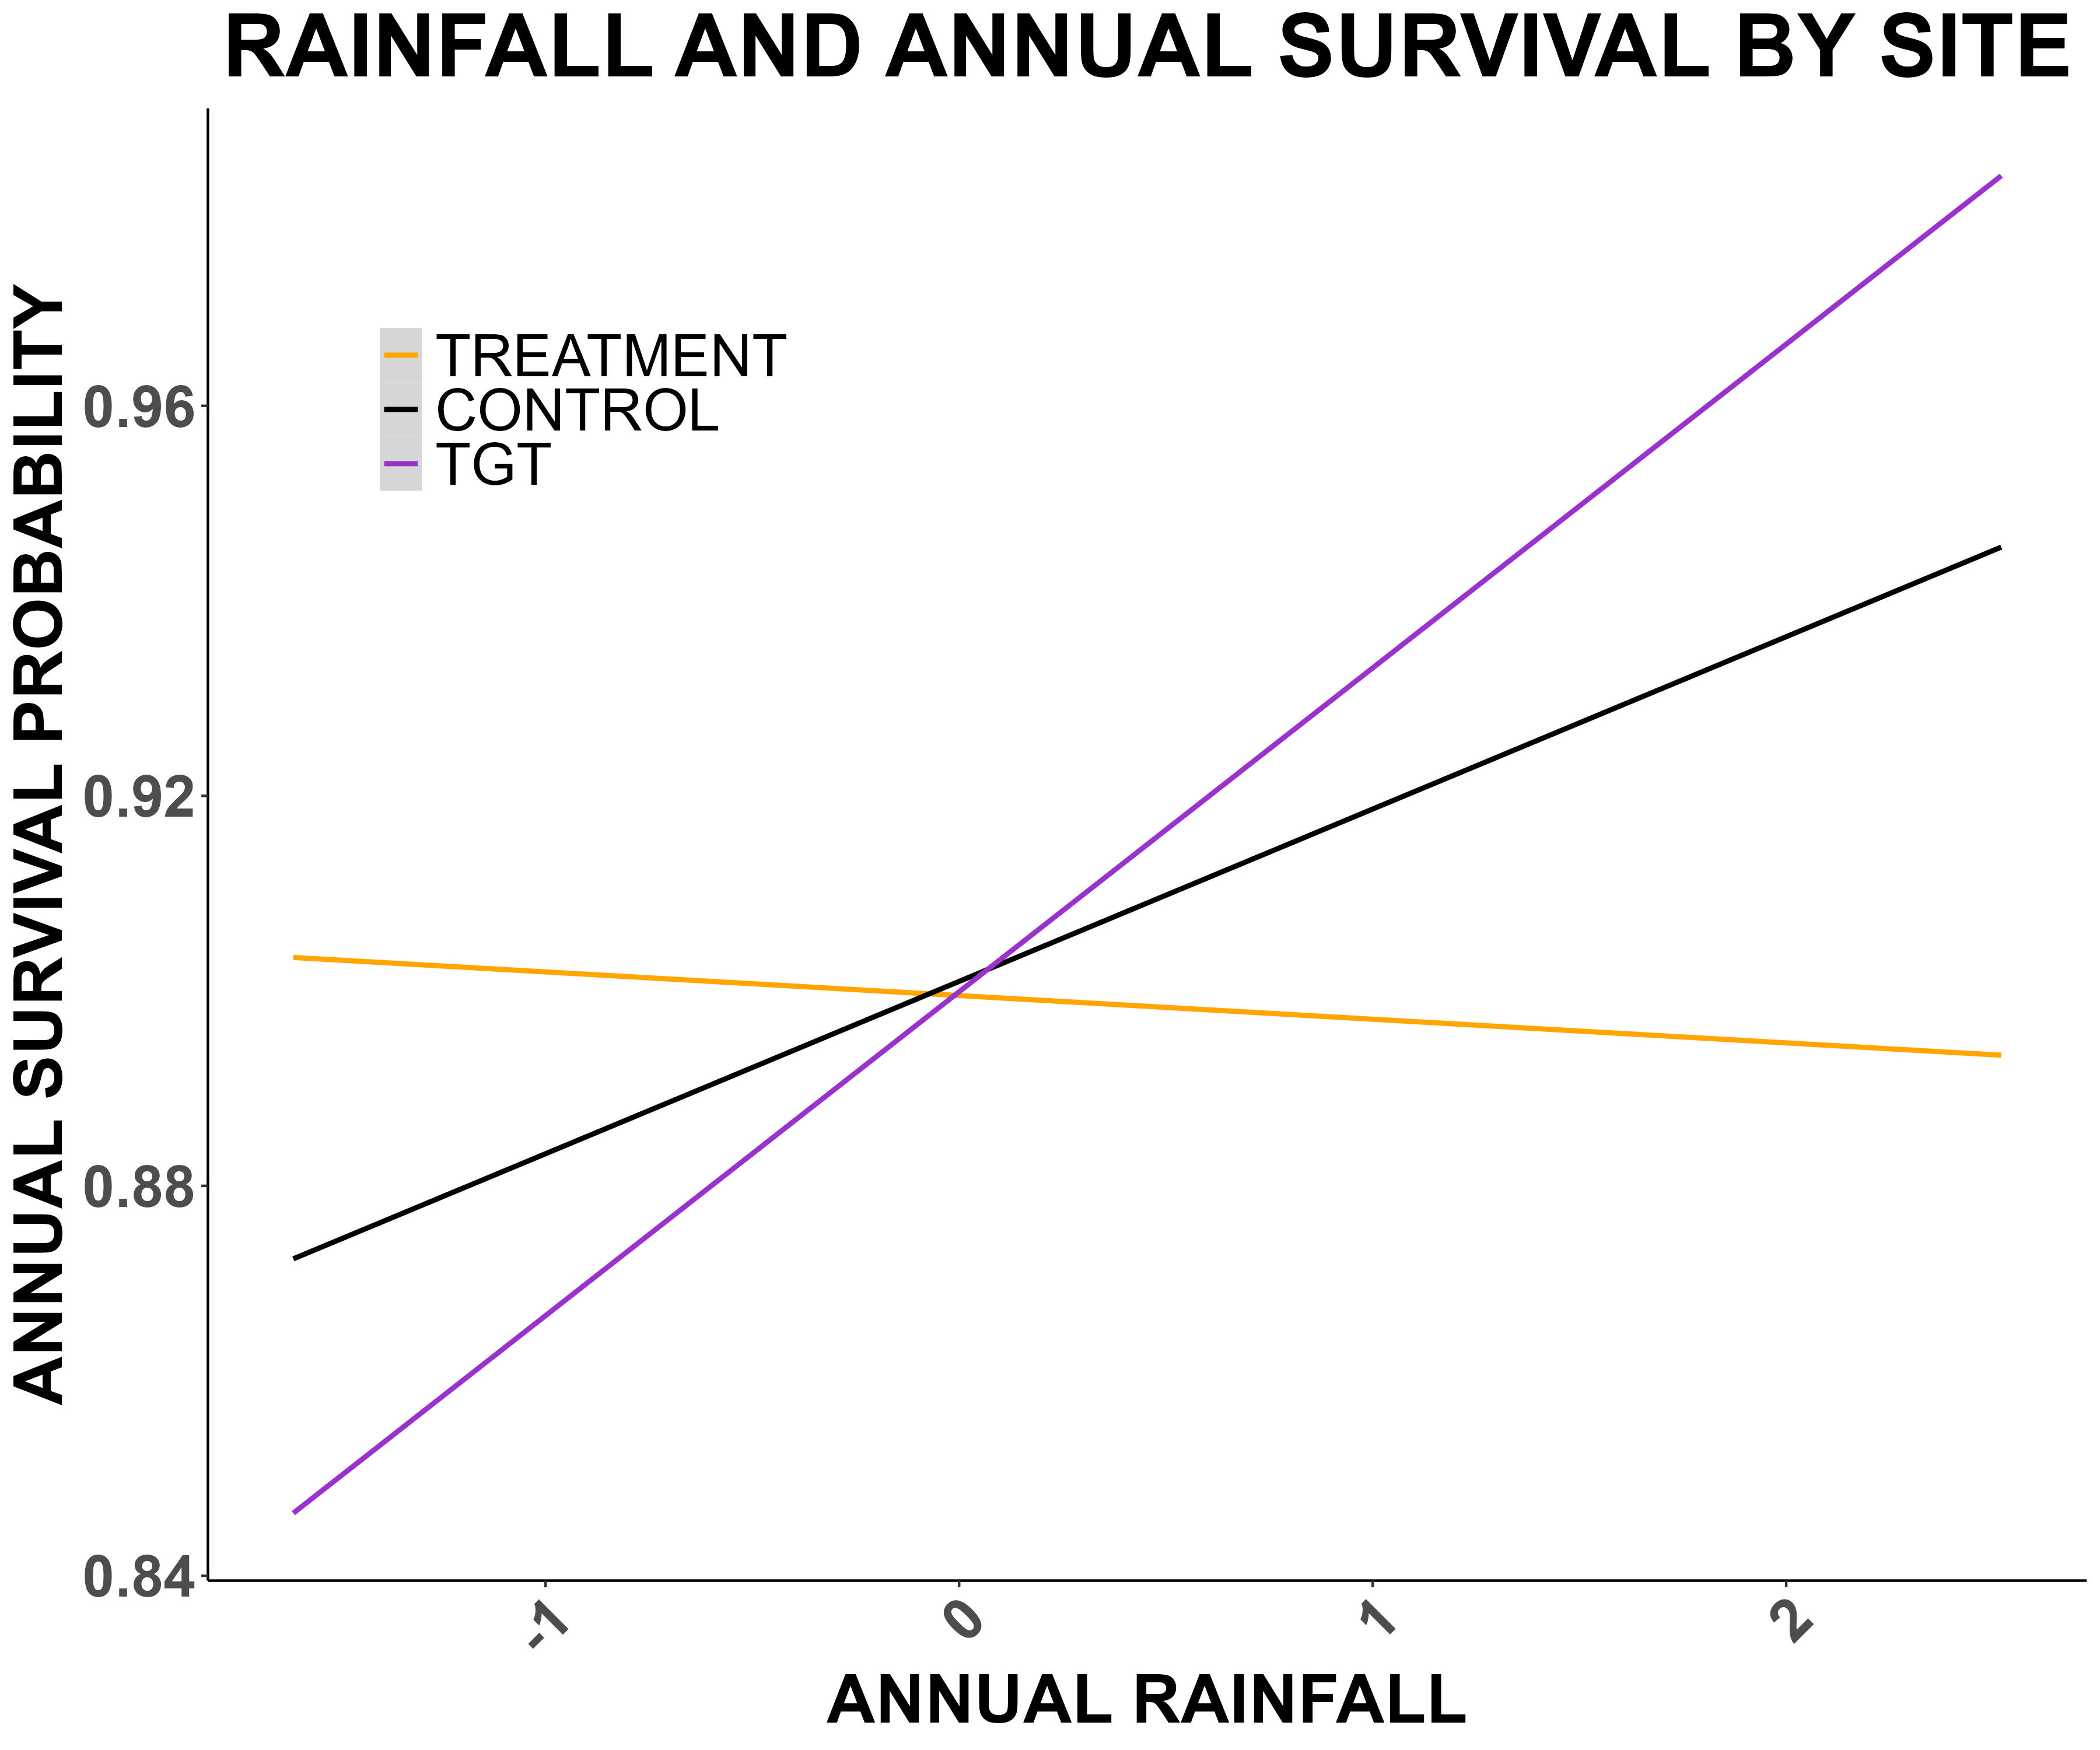 RAINFALL AND ANNUAL SURVIVAL BY SITE
ANNUAL SURVIVAL PROBABILITY
TREATMENT
CONTROL
TGT
0.96
0.92
0.88
0.84
-1
0
1
2
ANNUAL RAINFALL